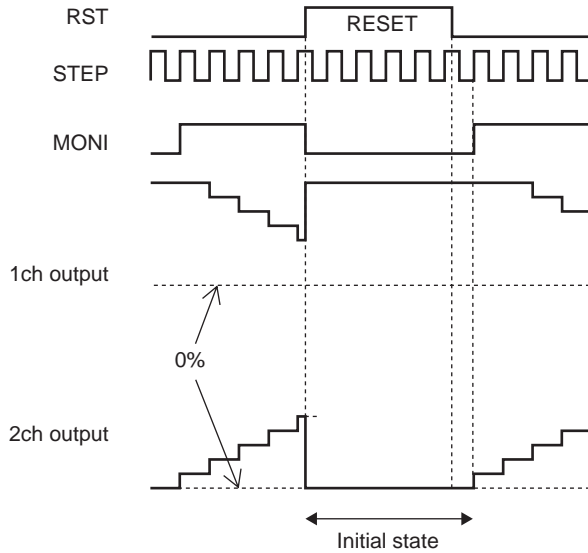 RST
RESET
STEP
MONI
1ch output
0%
2ch output
Initial state